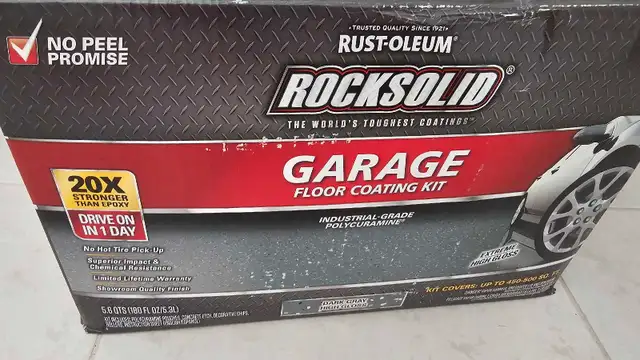 TRUSTED QUALITY SINCE 1921
NO PEEL
PROMISE
RUST-OLEUM®
ROCKSOLID®
THE WORLD'S TOUGHEST COATINGS™
GARAGE
FLOOR COATING KIT
20X
STRONGER
THAN EPOXY
DRIVE ON
IN 1 DAY
INDUSTRIAL-GRADE
POLYCURAMINE®
No Hot Tire Pick-Up
Superior Impact &
Chemical Resistance
Limited Lifetime Warranty
Showroom Quality Finish
EXTREME
HIGH GLOSS
DARK GRAY
HIGH GLOSS
KIT COVERS: UP TO 450-500 SQ. FT.
5.6 QTS (180 FL OZ/5.3L)